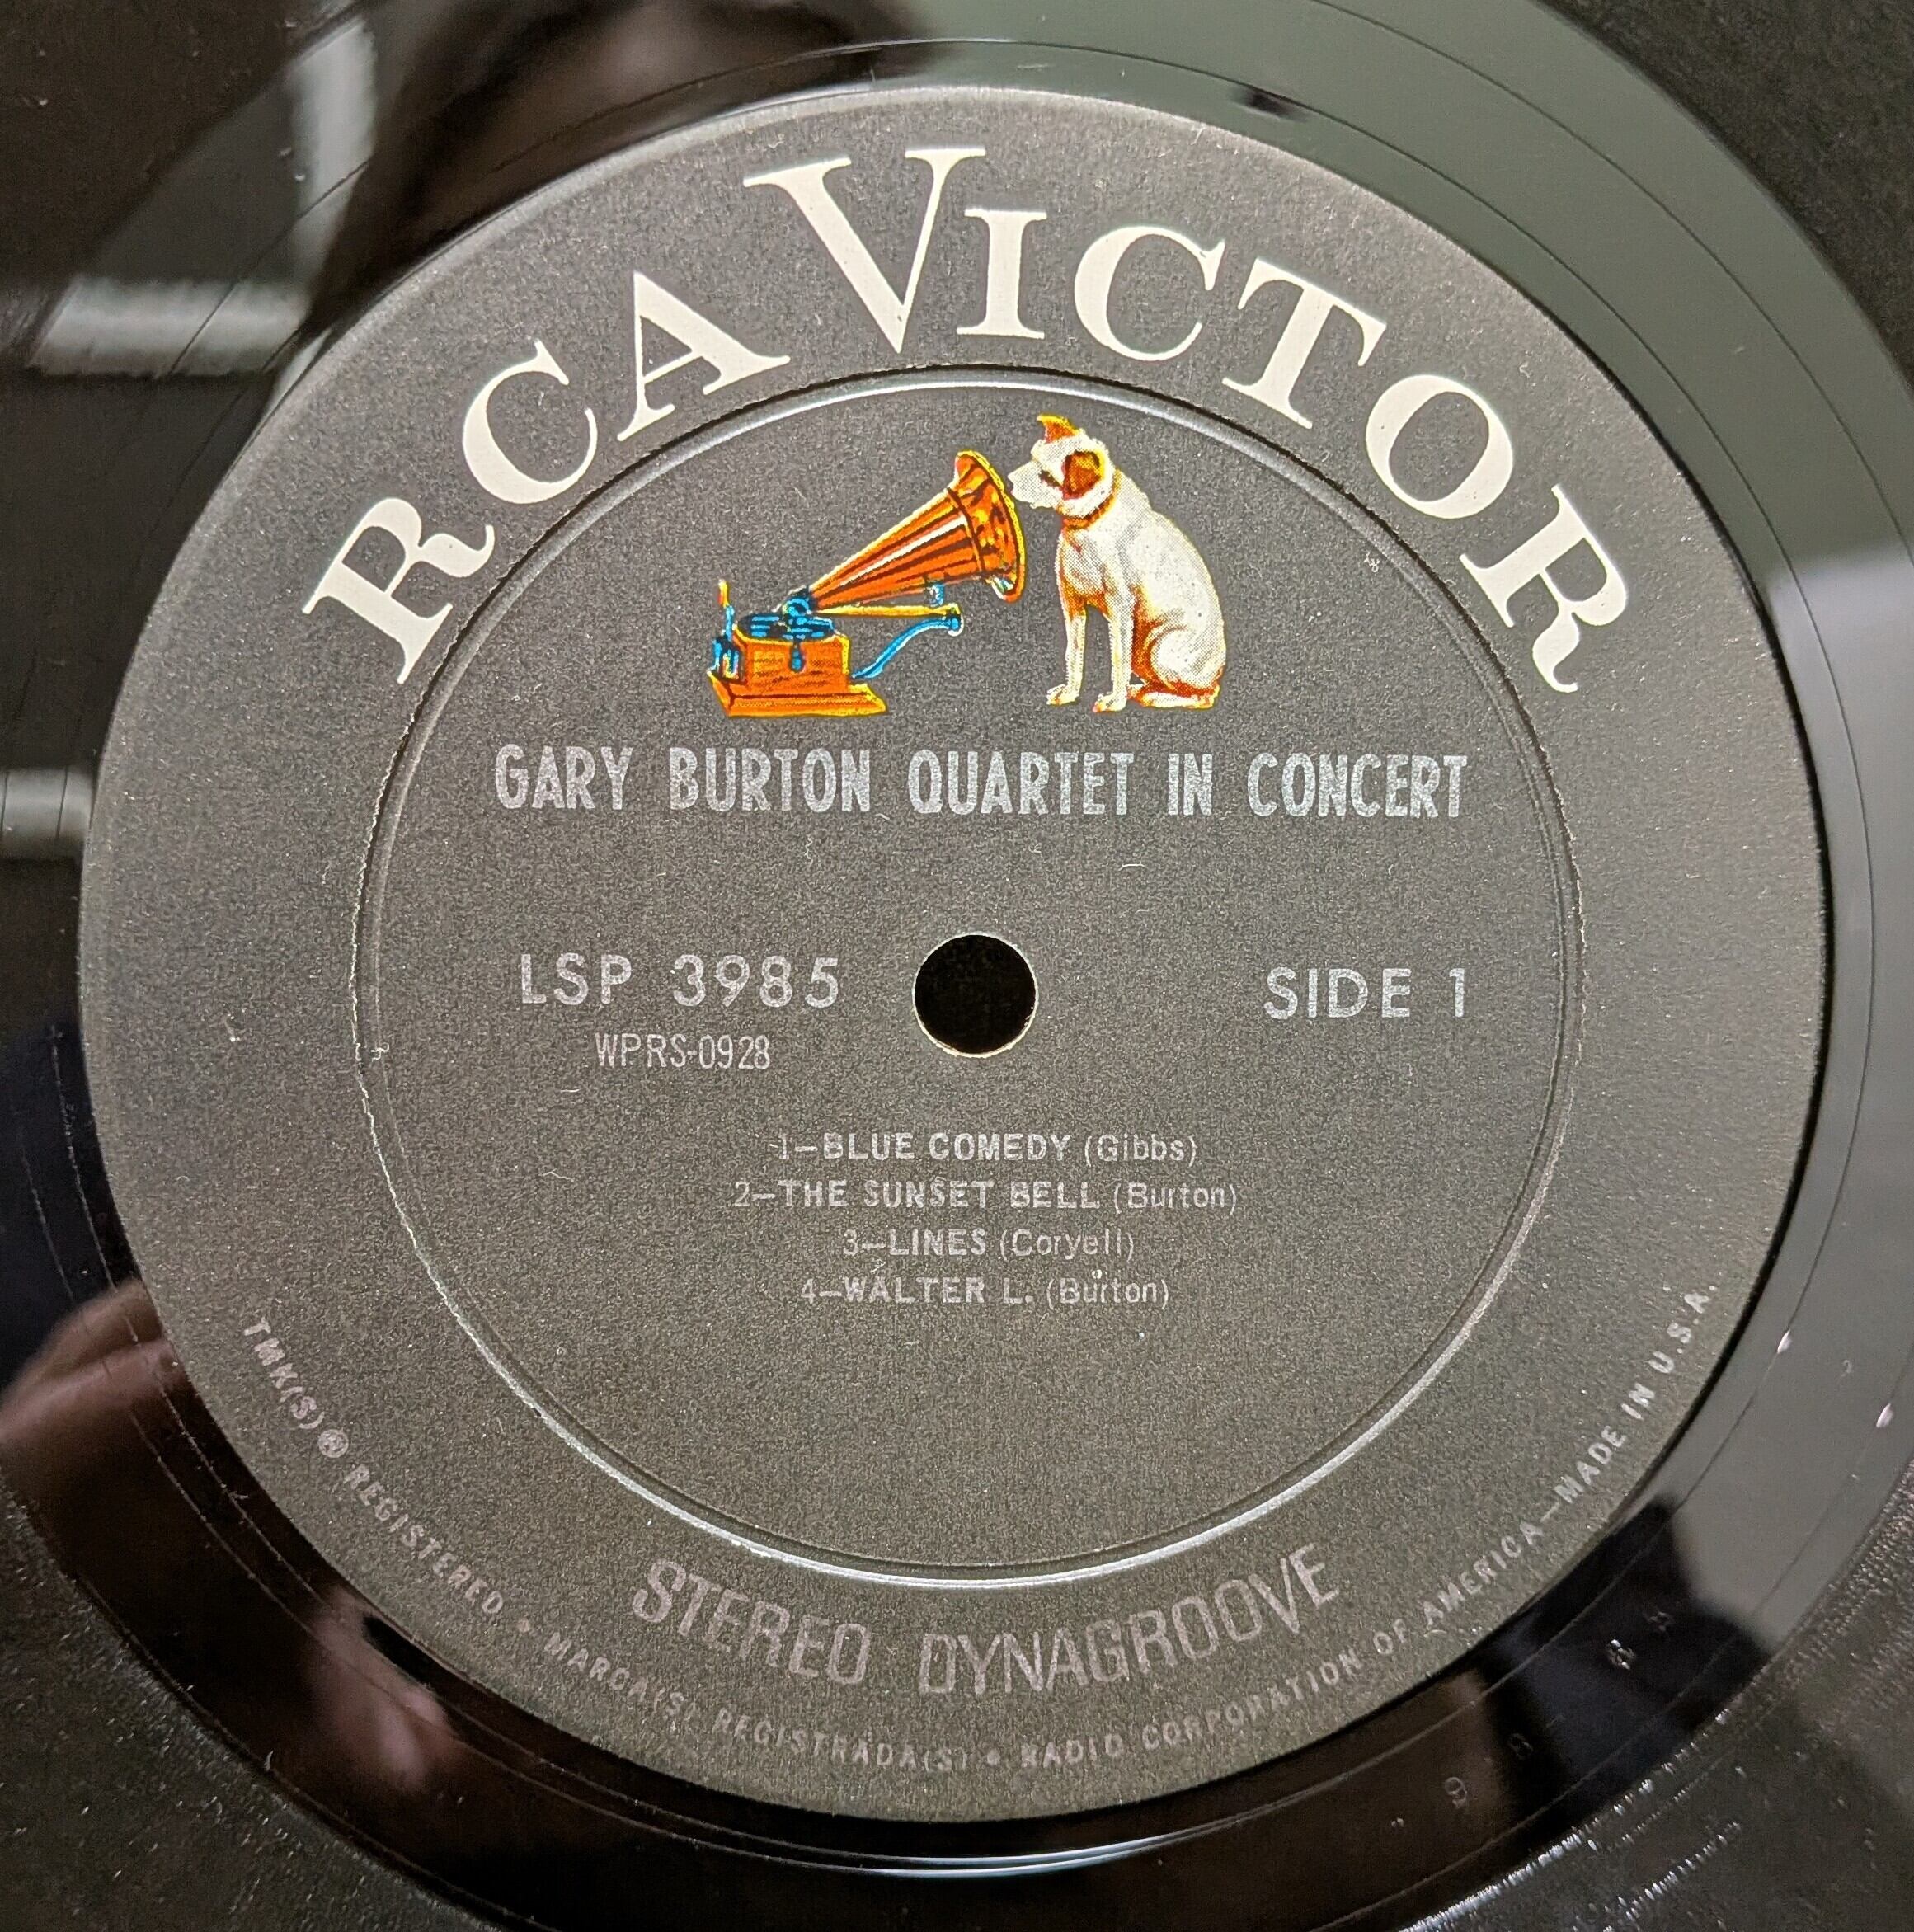 RCA VICTOR
GARY BURTON QUARTET IN CONCERT
LSP 3985
WPRS-0928
SIDE 1
1—BLUE COMEDY (Gibbs)
2—THE SUNSET BELL (Burton)
3—LINES (Coryell)
4—WALTER L. (Burton)
STEREO DYNAGROOVE
TMK(S) ® REGISTERED • MARCA(S) REGISTRADA(S) • RADIO CORPORATION OF AMERICA—MADE IN U.S.A.